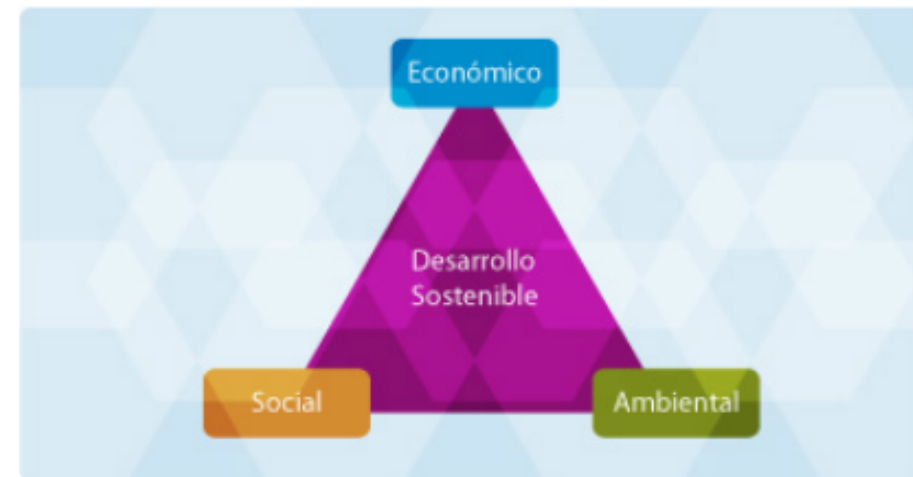 Económico
Desarrollo
Sostenible
Social
Ambiental